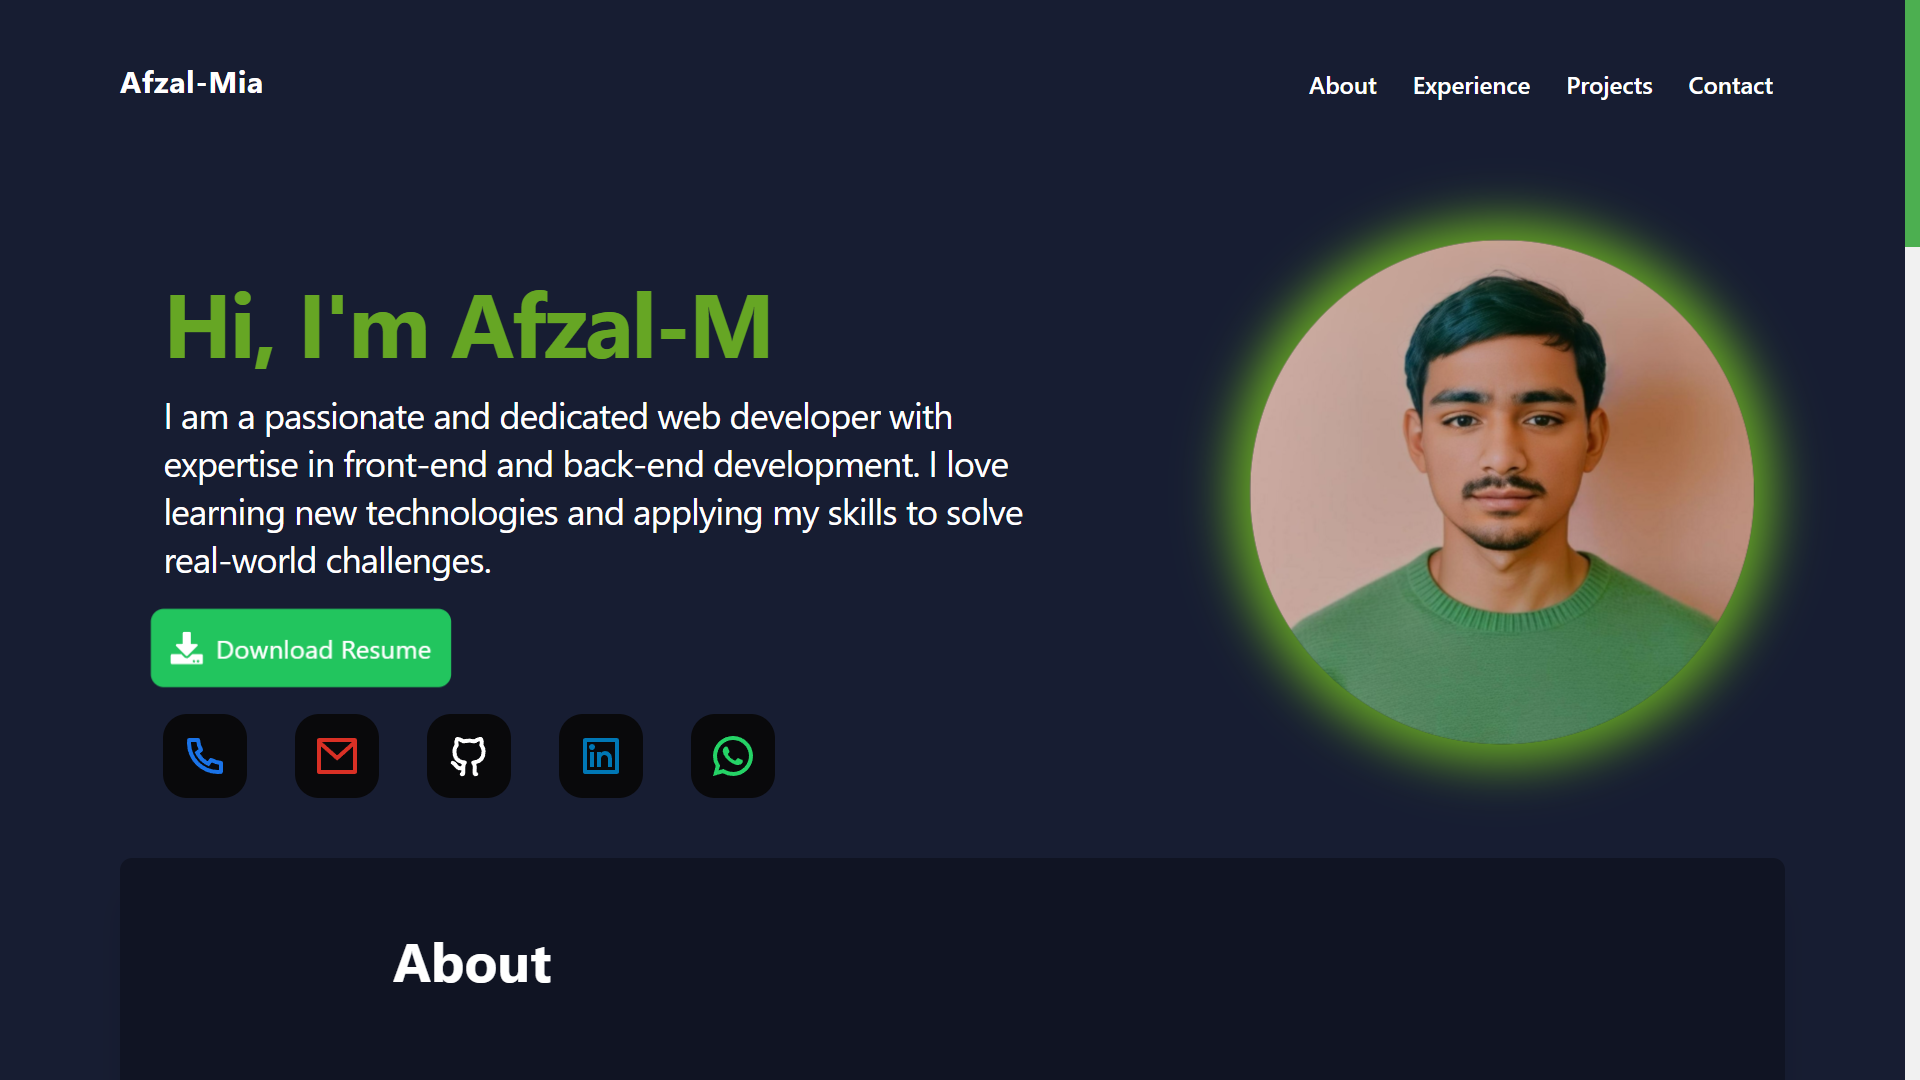 Afzal-Mia
About Experience Projects Contact
Hi, I'm Afzal-M
I am a passionate and dedicated web developer with
expertise in front-end and back-end development. I love
learning new technologies and applying my skills to solve
real-world challenges.
Download Resume
in
About